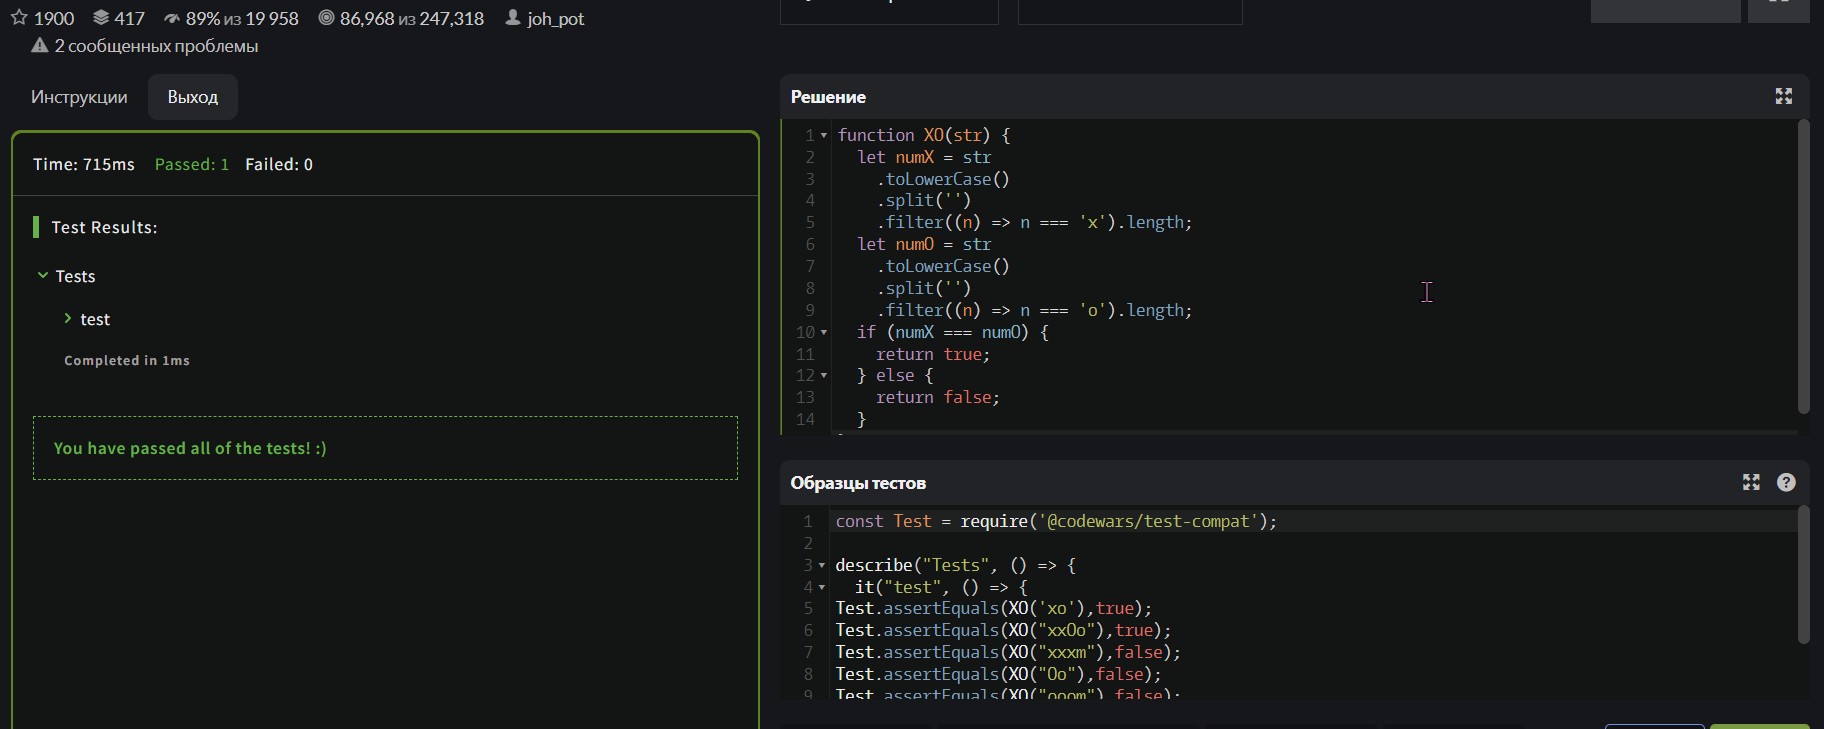 1900 417 89% из 19 958 86,968 из 247,318 joh_pot
2 сообщенных проблемы
Инструкции Выход
Time: 715ms Passed: 1 Failed: 0
Test Results:
Tests
test
Completed in 1ms
You have passed all of the tests! :)
Решение
1 function XO(str) {
2 let numX = str
3 .toLowerCase()
4 .split('')
5 .filter((n) => n === 'x').length;
6 let numO = str
7 .toLowerCase()
8 .split('')
9 .filter((n) => n === 'o').length;
10 if (numX === numO) {
11 return true;
12 } else {
13 return false;
14 }
Образцы тестов
1 const Test = require('@codewars/test-compat');
2
3 describe("Tests", () => {
4 it("test", () => {
5 Test.assertEquals(XO('xo'),true);
6 Test.assertEquals(XO("xxOo"),true);
7 Test.assertEquals(XO("xxxm"),false);
8 Test.assertEquals(XO("Oo"),false);
9 Test.assertEquals(XO("ooom"),false);